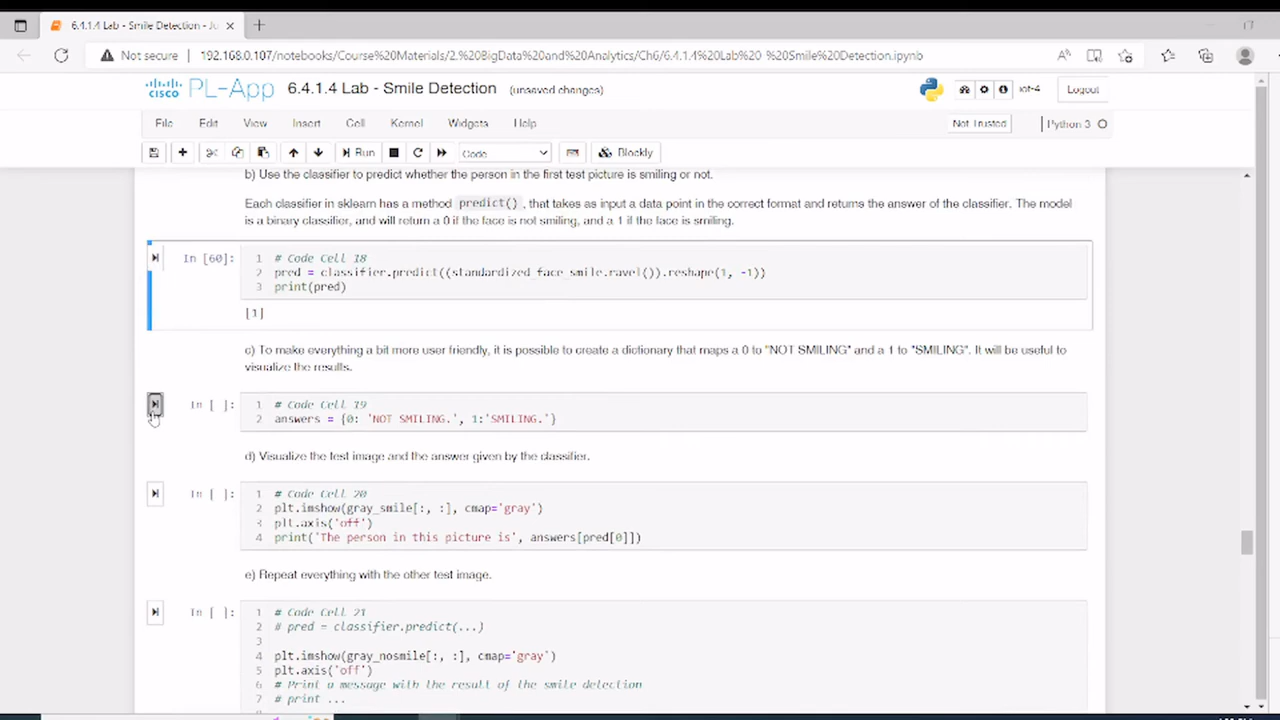 6.4.1.4 Lab - Smile Detection - Ju
Not secure 192.168.0.107/notebooks/Course%20Materials/2.%20BigData%20and%20Analytics/Ch6/6.4.1.4%20Lab%20-%20Smile%20Detection.ipynb
cisco PL-App 6.4.1.4 Lab - Smile Detection (unsaved changes) iot-4 Logout
File Edit View Insert Cell Kernel Widgets Help Not Trusted Python 3
Run Code Blockly
b) Use the classifier to predict whether the person in the first test picture is smiling or not.
Each classifier in sklearn has a method predict() , that takes as input a data point in the correct format and returns the answer of the classifier. The model
is a binary classifier, and will return a 0 if the face is not smiling, and a 1 if the face is smiling.
In [60]: 1 # Code Cell 18
2 pred = classifier.predict((standardized_face_smile.ravel()).reshape(1, -1))
3 print(pred)
[1]
c) To make everything a bit more user friendly, it is possible to create a dictionary that maps a 0 to "NOT SMILING" and a 1 to "SMILING". It will be useful to
visualize the results.
In [ ]: 1 # Code Cell 19
2 answers = {0: 'NOT SMILING.', 1:'SMILING.'}
d) Visualize the test image and the answer given by the classifier.
In [ ]: 1 # Code Cell 20
2 plt.imshow(gray_smile[:, :], cmap='gray')
3 plt.axis('off')
4 print('The person in this picture is', answers[pred[0]])
e) Repeat everything with the other test image.
In [ ]: 1 # Code Cell 21
2 # pred = classifier.predict(...)
3
4 plt.imshow(gray_nosmile[:, :], cmap='gray')
5 plt.axis('off')
6 # Print a message with the result of the smile detection
7 # print ...